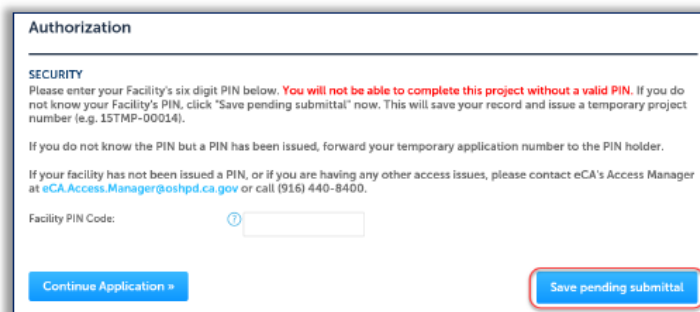 Authorization
SECURITY
Please enter your Facility's six digit PIN below. You will not be able to complete this project without a valid PIN. If you do
not know your Facility's PIN, click "Save pending submittal" now. This will save your record and issue a temporary project
number (e.g. 15TMP-00014).
If you do not know the PIN but a PIN has been issued, forward your temporary application number to the PIN holder.
If your facility has not been issued a PIN, or if you are having any other access issues, please contact eCA's Access Manager
at eCA.Access.Manager@oshpd.ca.gov or call (916) 440-8400.
Facility PIN Code: ?
Continue Application » Save pending submittal